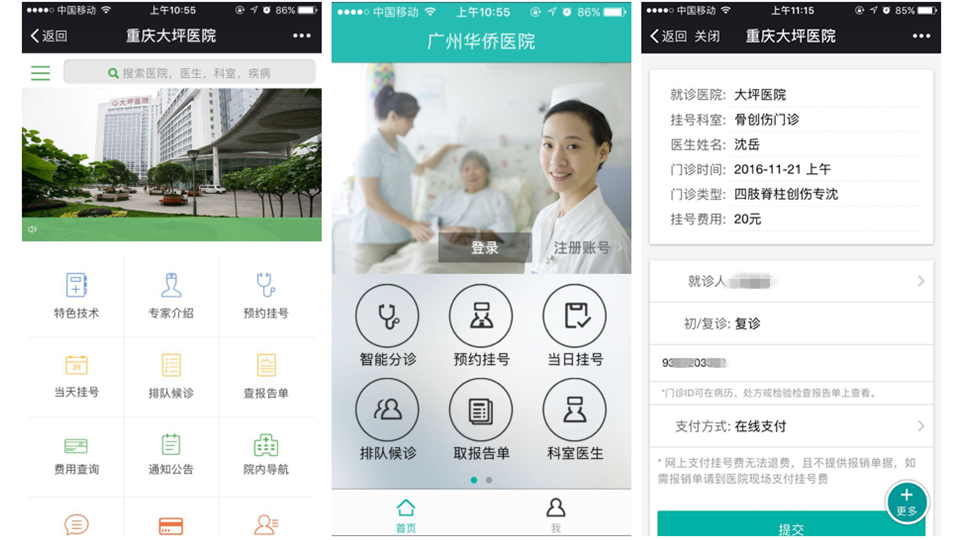 中国移动 上午10:55 86%
返回 重庆大坪医院
搜索医院，医生，科室，疾病
大坪医院
特色技术 专家介绍 预约挂号
28
当天挂号 排队候诊 查报告单
费用查询 通知公告 院内导航
中国移动 上午10:55 86%
广州华侨医院
登录 注册账号
智能分诊 预约挂号 当日挂号
排队候诊 取报告单 科室医生
首页 我
中国移动 上午11:15 85%
返回 关闭 重庆大坪医院
就诊医院: 大坪医院
挂号科室: 骨创伤门诊
医生姓名: 沈岳
门诊时间: 2016-11-21 上午
门诊类型: 四肢脊柱创伤专沈
挂号费用: 20元
就诊人
初/复诊: 复诊
*门诊ID可在病历、处方或检验检查报告单上查看。
支付方式: 在线支付
* 网上支付挂号费无法退费，且不提供报销单据，如
需报销单请到医院现场支付挂号费
更多
提交